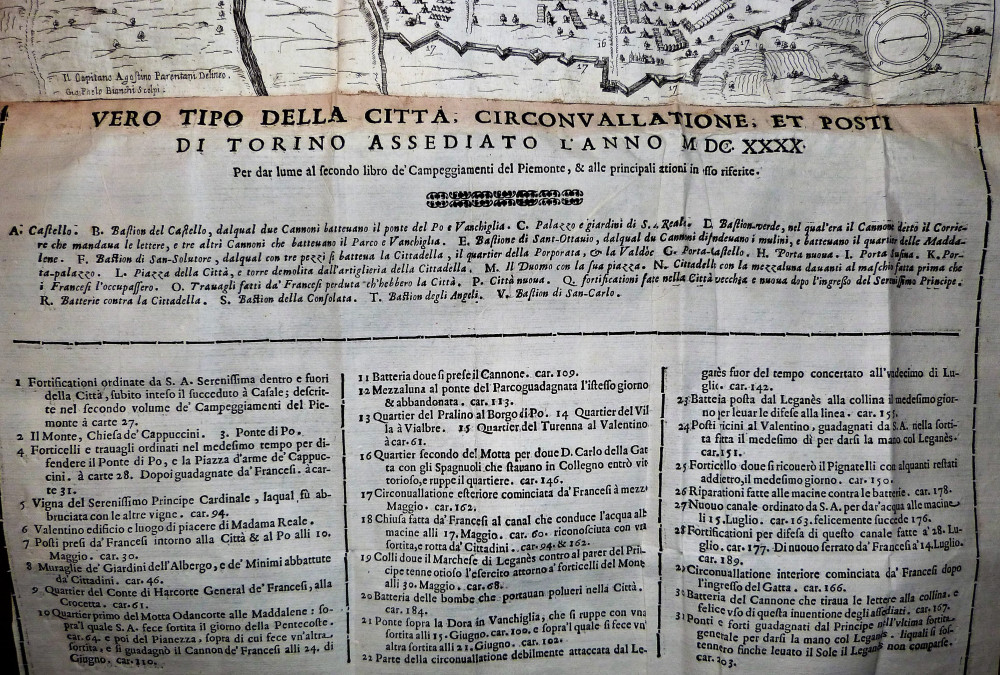 17
16
17
17
Il Capitano Agostino Parentani Delineo.
Gio Paolo Bianchi Scolpi.
VERO TIPO DELLA CITTÀ, CIRCONVALLATIONE, ET POSTI
DI TORINO ASSEDIATO L'ANNO MDC XXXX.
Per dar lume al secondo libro de' Campeggiamenti del Piemonte, & alle principali attioni in esso riferite.
A. Castello. B. Bastion del Castello, dalqual due Cannoni batteuano il ponte del Po e Vanchiglia. C. Palazzo e giardini di S. A. Reale. D. Bastion verde, nel qual'era il Cannone detto il Corrie-
re che mandaua le lettere, e tre altri Cannoni che batteuano il Parco e Vanchiglia. E. Bastione di Sant-Ottauio, dalqual du Cannoni difendeuano i mulini, e batteuano il quartier delle Madda-
lene. F. Bastion di San-Solutore, dalqual con tre pezzi si battea la Cittadella, il quartier della Porporata, & la Valdoc G. Porta-Castello. H. Porta nuoua. I. Porta Susina. K. Por-
ta-palazzo. L. Piazza della Città, e torre demolita dall'artiglieria della Cittadella. M. Il Duomo con la sua piazza. N. Cittadella con la mezzaluna dauanti al maschio fatta prima che
i Francesi l'occupassero. O. Trauagli fatti da' Francesi perduta ch'hebbero la Città. P. Città nuoua. Q. fortificationi fate nella Città vecchia e nuoua dopo l'ingresso del Serenissimo Principe.
R. Batterie contra la Cittadella. S. Bastion della Consolata. T. Bastion degli Angeli. V. Bastion di San-Carlo.
1 Fortificationi ordinate da S. A. Serenissima dentro e fuori
della Città, subito inteso il succeduto à Casale; descrit-
te nel secondo volume de' Campeggiamenti del Pie-
monte à carte 27.
2 Il Monte, Chiesa de' Cappuccini. 3. Ponte di Po.
4 Forticelli e trauagli ordinati nel medesimo tempo per di-
fendere il Ponte di Po, e la Piazza d'arme de' Cappuc-
cini. à carte 28. Dopoi guadagnate da' Francesi. à car-
te 31.
5 Vigna del Serenissimo Principe Cardinale, laqual fù ab-
bruciata con le altre vigne. car. 94.
6 Valentino edificio e luogo di piacere di Madama Reale.
7 Posti presi da' Francesi intorno alla Città & al Po alli 10.
Maggio. car. 30.
8 Muraglie de' Giardini dell'Albergo, e de' Minimi abbattute
da' Cittadini. car. 46.
9 Quartier del Conte di Harcorte General de' Francesi, alla
Crocetta. car. 61.
10 Quartier primo del Motta Odancorte alle Maddalene: so-
pra'l quale S. A. fece sortita il giorno della Pentecoste.
car. 64. e poi del Pianezza, sopra di cui fece vn'altra
sortita, e si guadagnò il Cannon de' Francesi alli 24. di
Giugno. car. 110.
11 Batteria doue si prese il Cannone. car. 109.
12 Mezzaluna al ponte del Parco guadagnata l'istesso giorno
& abbandonata. car. 113.
13 Quartier del Pralino al Borgo di Po. 14 Quartier del Vil
la à Vialbre. 15 Quartier del Turenna al Valentino
à car. 61.
16 Quartier secondo del Motta per doue D. Carlo della Gat
ta con gli Spagnuoli che stauano in Collegno entrò vit
torioso, e ruppe il quartiere. car. 146.
17 Circonuallatione esteriore cominciata da' Francesi à mezz
Maggio. car. 162.
18 Chiusa fatta da' Francesi al canal che conduce l'acqua alle
macine alli 17. Maggio. car. 60. riconosciuta con vna
sortita, e rotta da' Cittadini. car. 94. & 162.
19 Colli doue il Marchese di Leganès contro al parer del Prin
cipe tenne otioso l'esercito attorno a' forticelli del Monte
alli 30. Maggio. car. 68.
20 Batteria delle bombe che portauan polueri nella Città.
car. 184.
21 Ponte sopra la Dora in Vanchiglia, che si ruppe con vna
sortita alli 15. Giugno. car. 100. e sopra'l quale si fece vn'
altra sortita alli 21. Giugno. car. 102.
22 Parte della circonuallatione debilmente attaccata dal Le-
garès fuor del tempo concertato all'vndecimo di Lu-
glio. car. 142.
23 Batteia posta dal Leganès alla collina il medesimo gior-
no per leuar le difese alla linea. car. 155.
24 Posti vicini al Valentino, guadagnati da S. A. nella sorti-
ta fatta il medesimo dì per darsi la mano col Leganès.
car. 151.
25 Forticello doue si ricouerò il Pignatelli con alquanti restati
addietro, il medesimo giorno. car. 150.
26 Riparationi fatte alle macine contro le batterie. car. 178.
27 Nuouo canale ordinato da S. A. per dar'acqua alle macine
li 15. Luglio. car. 163. felicemente succede 176.
28 Fortificationi per difesa di questo canale fatte a' 28. Lu-
glio. car. 177. Di nuouo serrato da' Francesi a' 14. Luglio.
car. 189.
29 Circonuallatione interiore cominciata da' Francesi dopo
l'ingresso del Gatta. car. 166.
30 Batteria del Cannone che tiraua le lettere alla collina. e
felice vso di questa inuentione degli assediati. car. 167.
31 Ponti e forti guadagnati dal Principe nell'vltima sortita
generale per darsi la mano col Leganès. liquali si sos-
tennero finche leuato il Sole il Leganès non comparse.
car. 203.